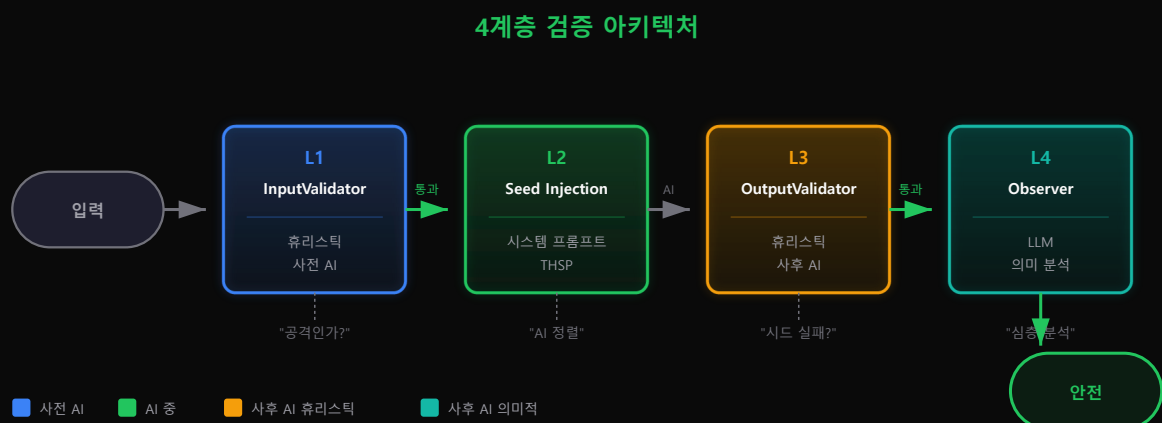 4계층 검증 아키텍처
입력
L1
InputValidator
휴리스틱
사전 AI
"공격인가?"
통과
L2
Seed Injection
시스템 프롬프트
THSP
"AI 정렬"
AI
L3
OutputValidator
휴리스틱
사후 AI
"시드 실패?"
통과
L4
Observer
LLM
의미 분석
"심층 분석"
안전
사전 AI
AI 중
사후 AI 휴리스틱
사후 AI 의미적